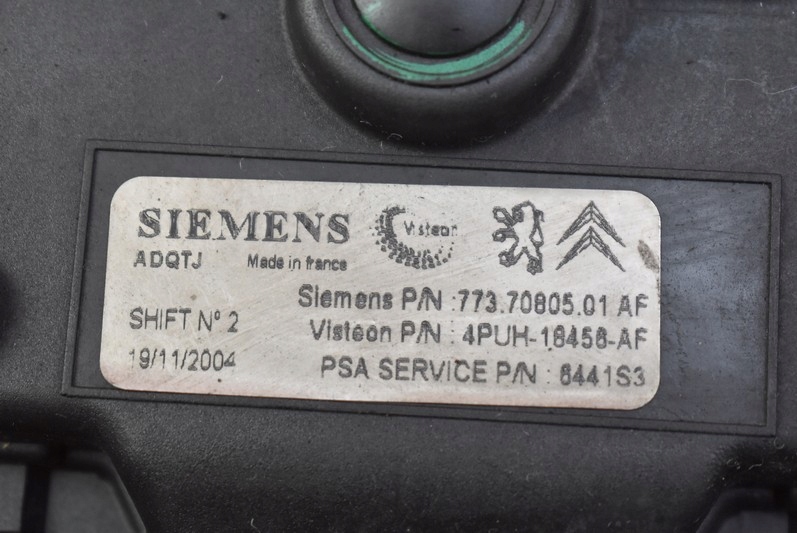 SIEMENS Visteon
ADQTJ Made in france
Siemens P/N :773.70805.01 AF
SHIFT N° 2
Visteon P/N : 4PUH-18456-AF
19/11/2004
PSA SERVICE P/N : 6441S3